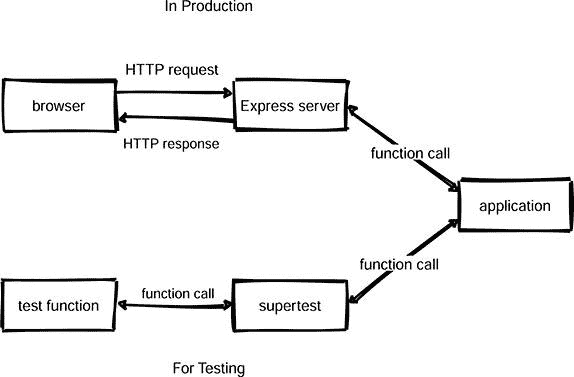 In Production
HTTP request
browser
Express server
HTTP response
function call
application
function call
test function
function call
supertest
For Testing